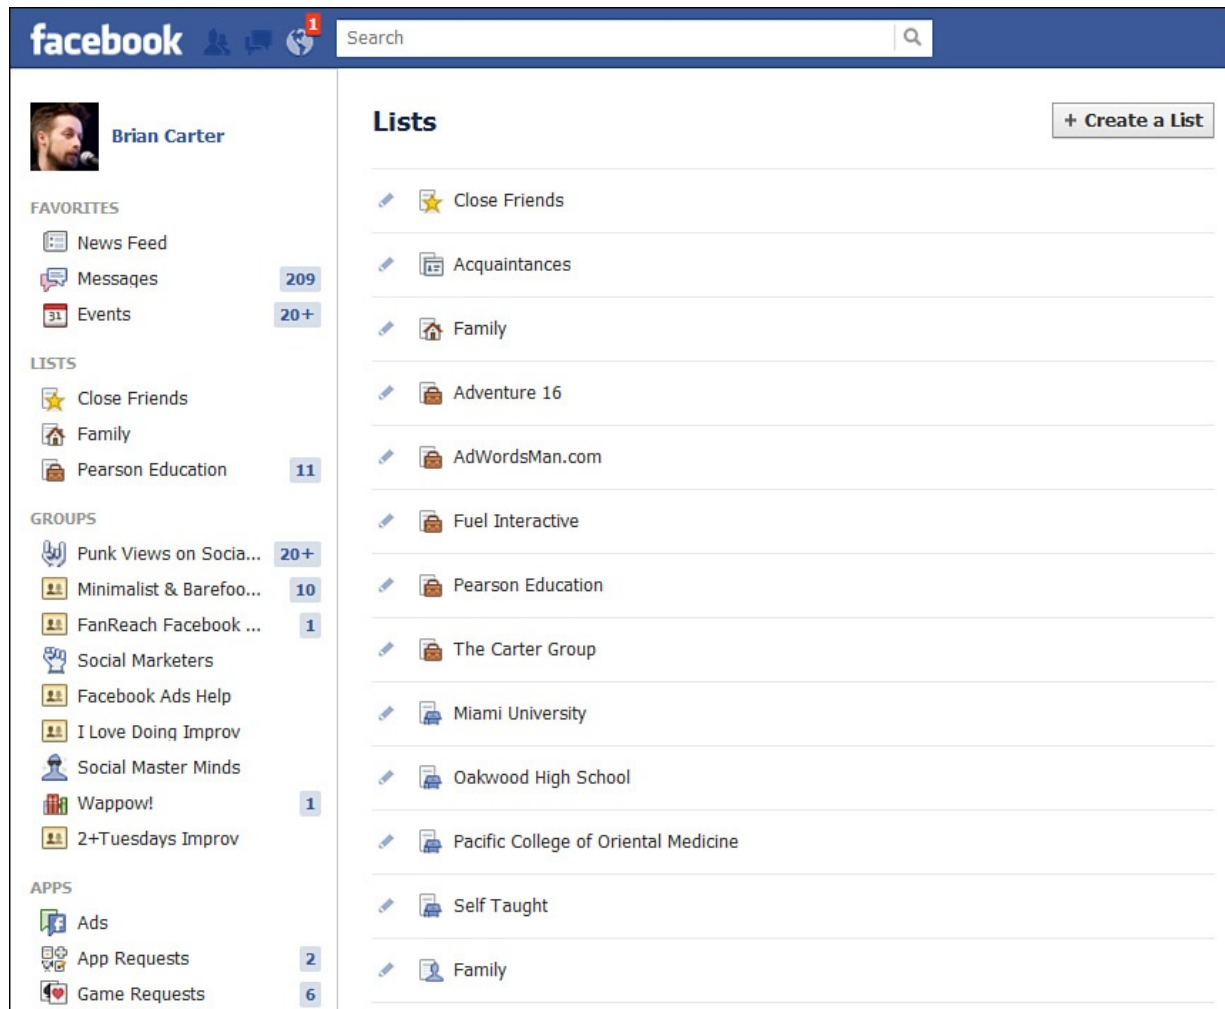 facebook
1
Search
Brian Carter
FAVORITES
News Feed
Messages 209
31
Events 20+
LISTS
Close Friends
Family
Pearson Education 11
GROUPS
Punk Views on Socia... 20+
Minimalist & Barefoo... 10
FanReach Facebook ... 1
Social Marketers
Facebook Ads Help
I Love Doing Improv
Social Master Minds
Wappow! 1
2+Tuesdays Improv
APPS
Ads
App Requests 2
Game Requests 6
Lists
+ Create a List
Close Friends
Acquaintances
Family
Adventure 16
AdWordsMan.com
Fuel Interactive
Pearson Education
The Carter Group
Miami University
Oakwood High School
Pacific College of Oriental Medicine
Self Taught
Family